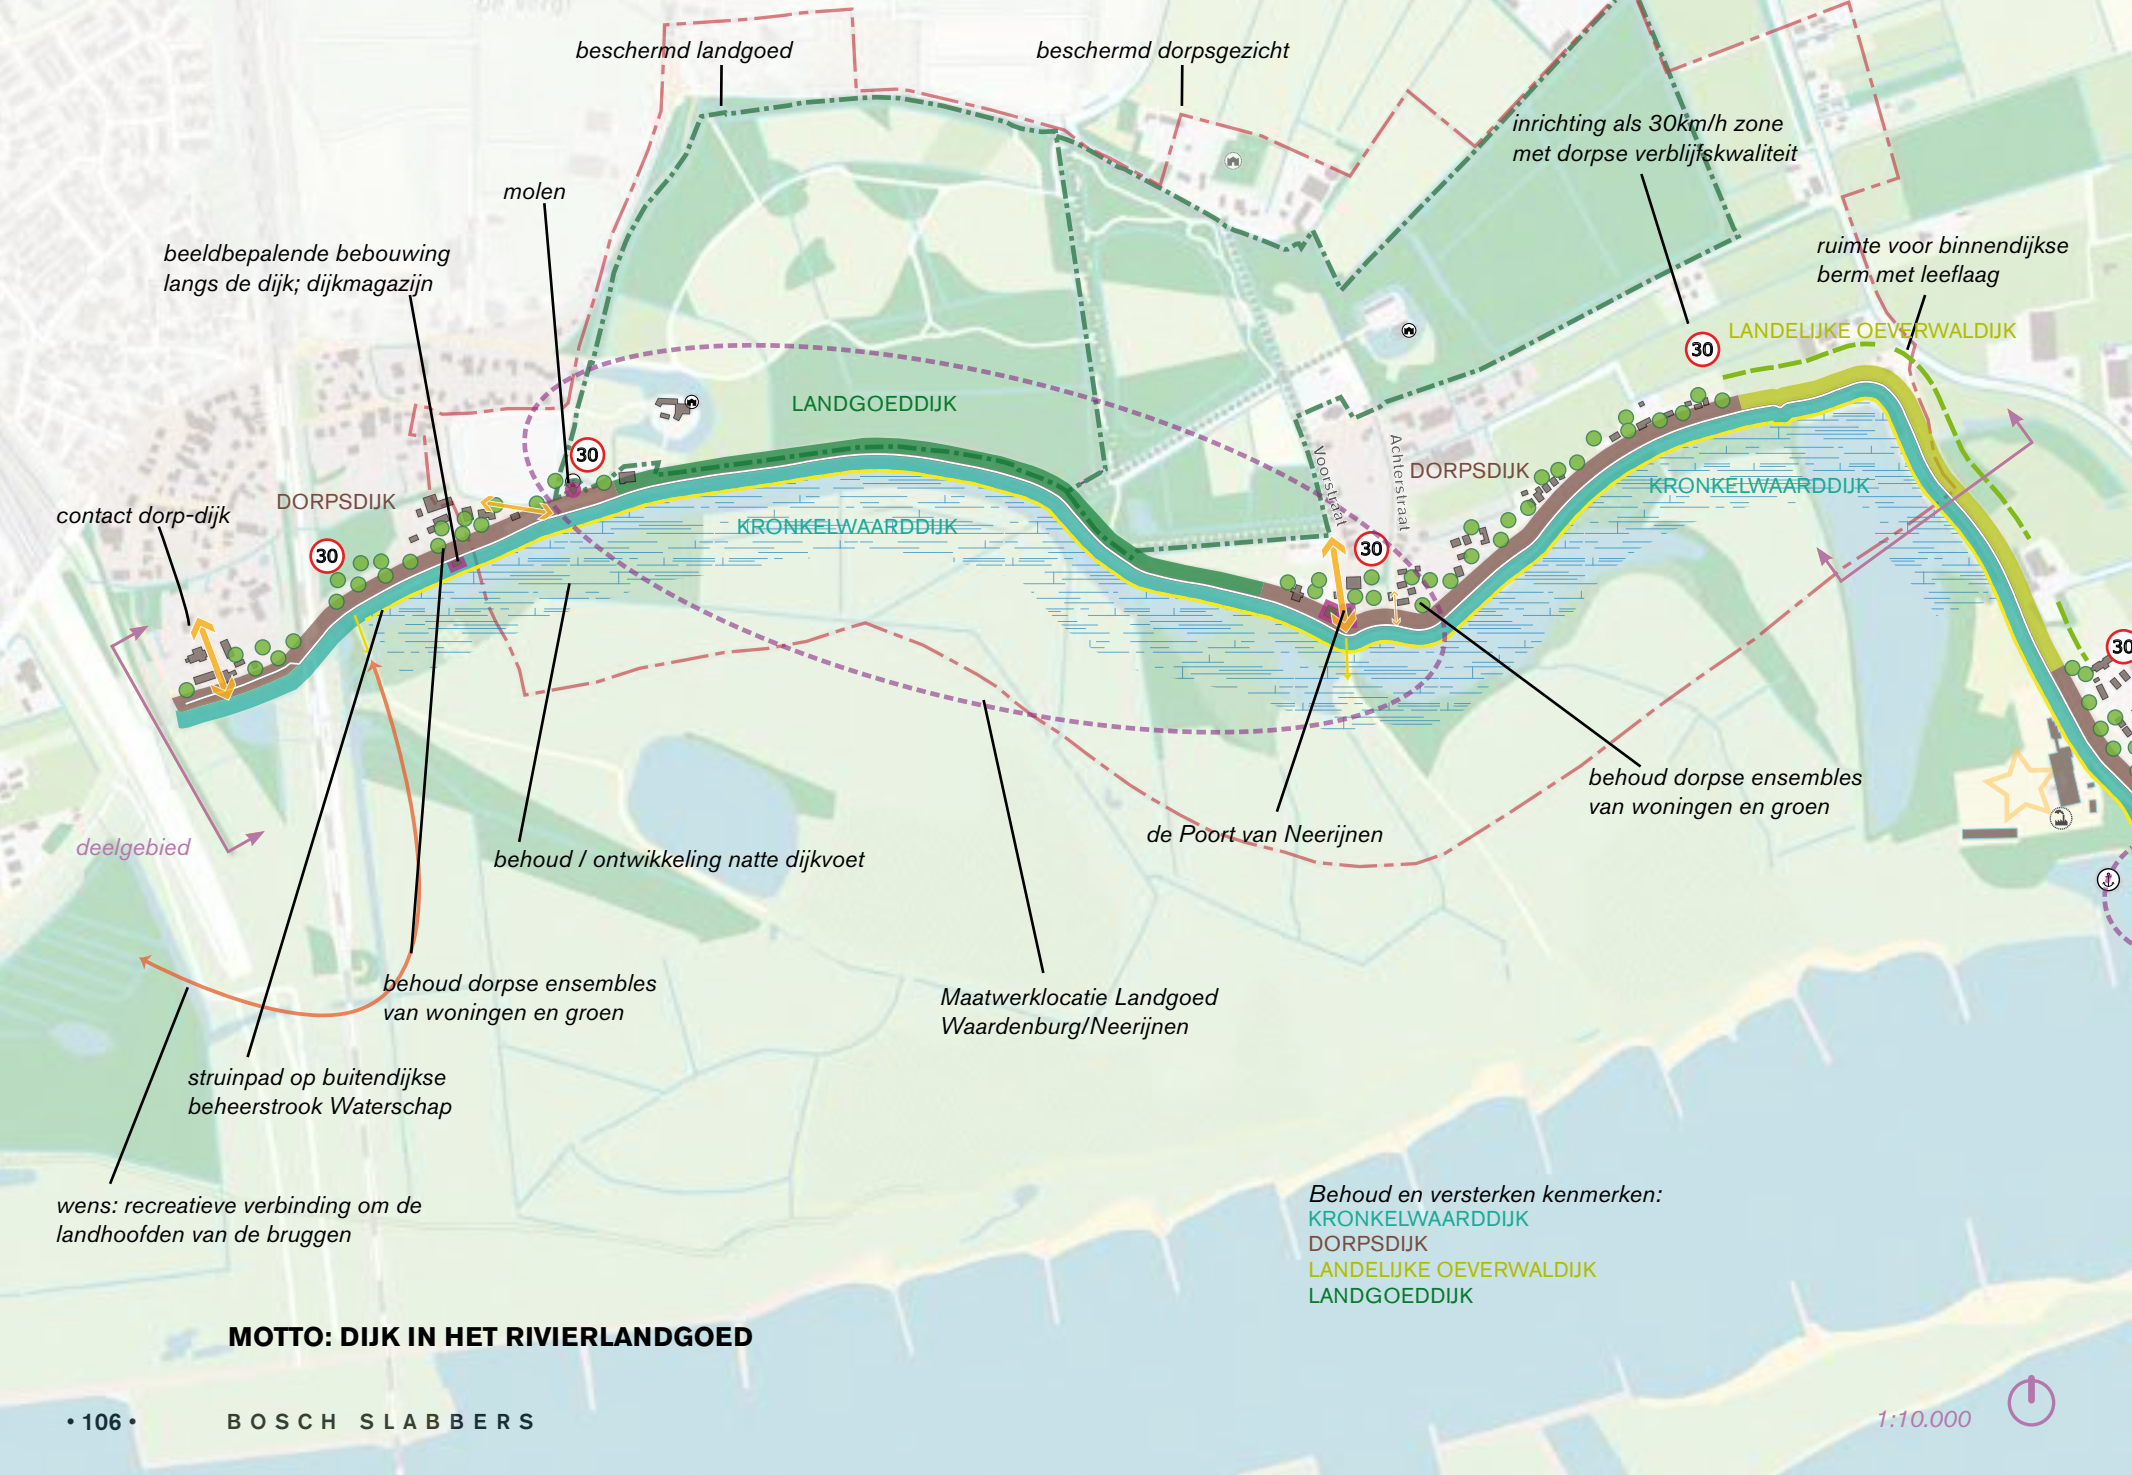 beschermd landgoed
beschermd dorpsgezicht
inrichting als 30km/h zone
met dorpse verblijfskwaliteit
molen
beeldbepalende bebouwing
langs de dijk; dijkmagazijn
ruimte voor binnendijkse
berm met leeflaag
LANDELIJKE OEVERWALDIJK
30
LANDGOEDDIJK
30
DORPSDIJK
Voorstraat
Achterstraat
DORPSDIJK
KRONKELWAARDDIJK
contact dorp-dijk
KRONKELWAARDDIJK
30
30
30
behoud dorpse ensembles
van woningen en groen
de Poort van Neerijnen
deelgebied
behoud / ontwikkeling natte dijkvoet
behoud dorpse ensembles
van woningen en groen
Maatwerklocatie Landgoed
Waardenburg/Neerijnen
struinpad op buitendijkse
beheerstrook Waterschap
wens: recreatieve verbinding om de
landhoofden van de bruggen
Behoud en versterken kenmerken:
KRONKELWAARDDIJK
DORPSDIJK
LANDELIJKE OEVERWALDIJK
LANDGOEDDIJK
MOTTO: DIJK IN HET RIVIERLANDGOED
• 106 •
BOSCH SLABBERS
1:10.000